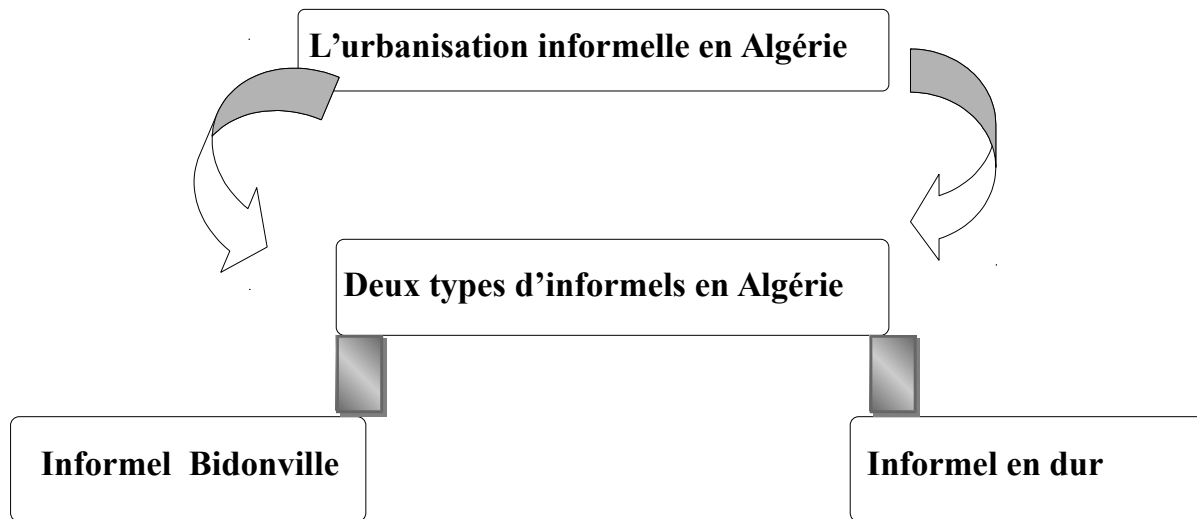 L'urbanisation informelle en Algérie
Deux types d'informels en Algérie
Informel Bidonville
Informel en dur